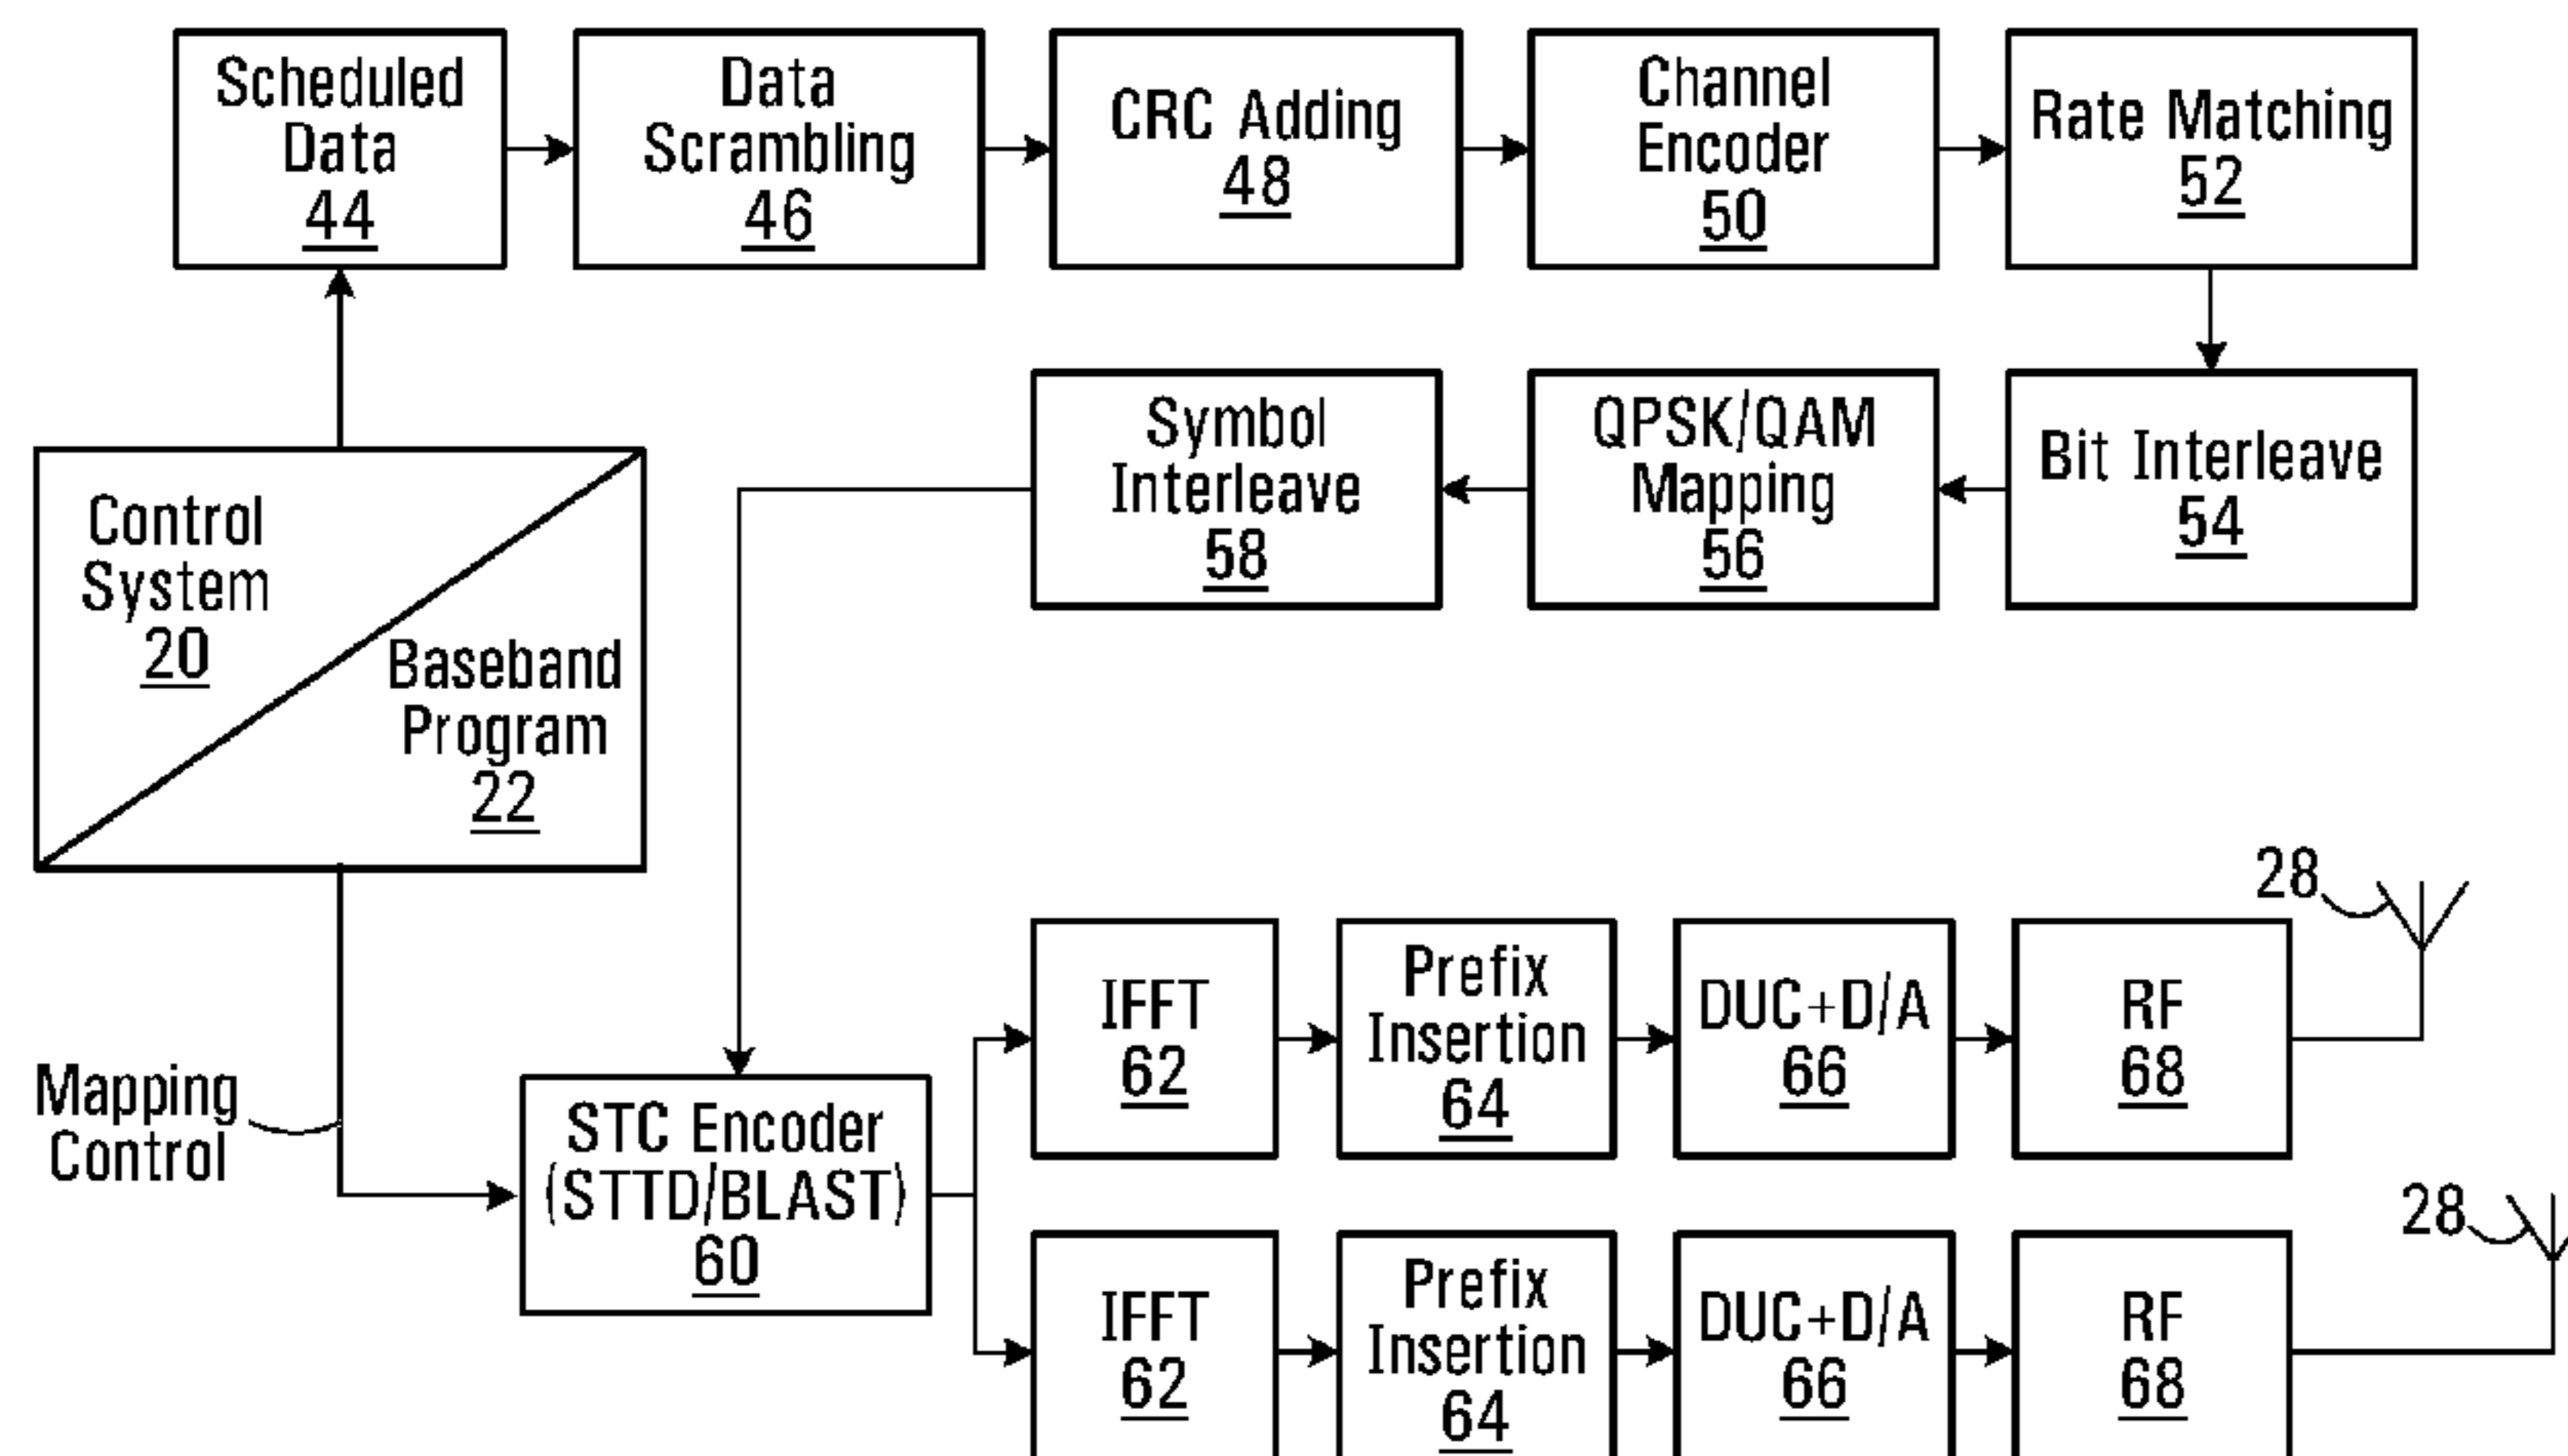 Scheduled
Data
44
Data
Scrambling
46
CRC Adding
48
Channel
Encoder
50
Rate Matching
52
Symbol
Interleave
58
QPSK/QAM
Mapping
56
Bit Interleave
54
Control
System
20
Baseband
Program
22
Mapping
Control
STC Encoder
(STTD/BLAST)
60
IFFT
62
Prefix
Insertion
64
DUC+D/A
66
RF
68
28
IFFT
62
Prefix
Insertion
64
DUC+D/A
66
RF
68
28